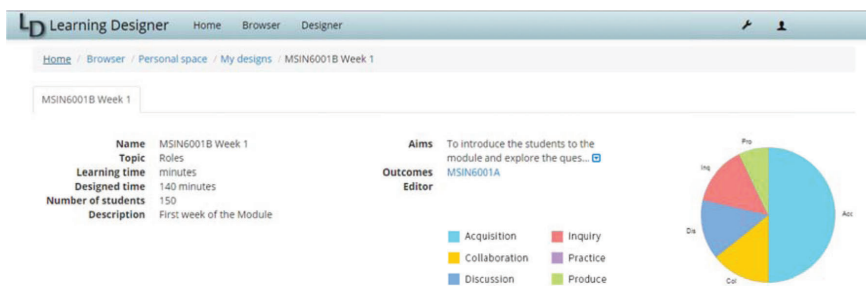 LD Learning Designer Home Browser Designer
Home / Browser / Personal space / My designs / MSIN6001B Week 1
MSIN6001B Week 1
Name MSIN6001B Week 1
Topic Roles
Learning time minutes
Designed time 140 minutes
Number of students 150
Description First week of the Module
Aims To introduce the students to the
module and explore the ques...
Outcomes MSIN6001A
Editor
Acquisition Inquiry
Collaboration Practice
Discussion Produce
Pro
Inq
Acc
Dis
Col